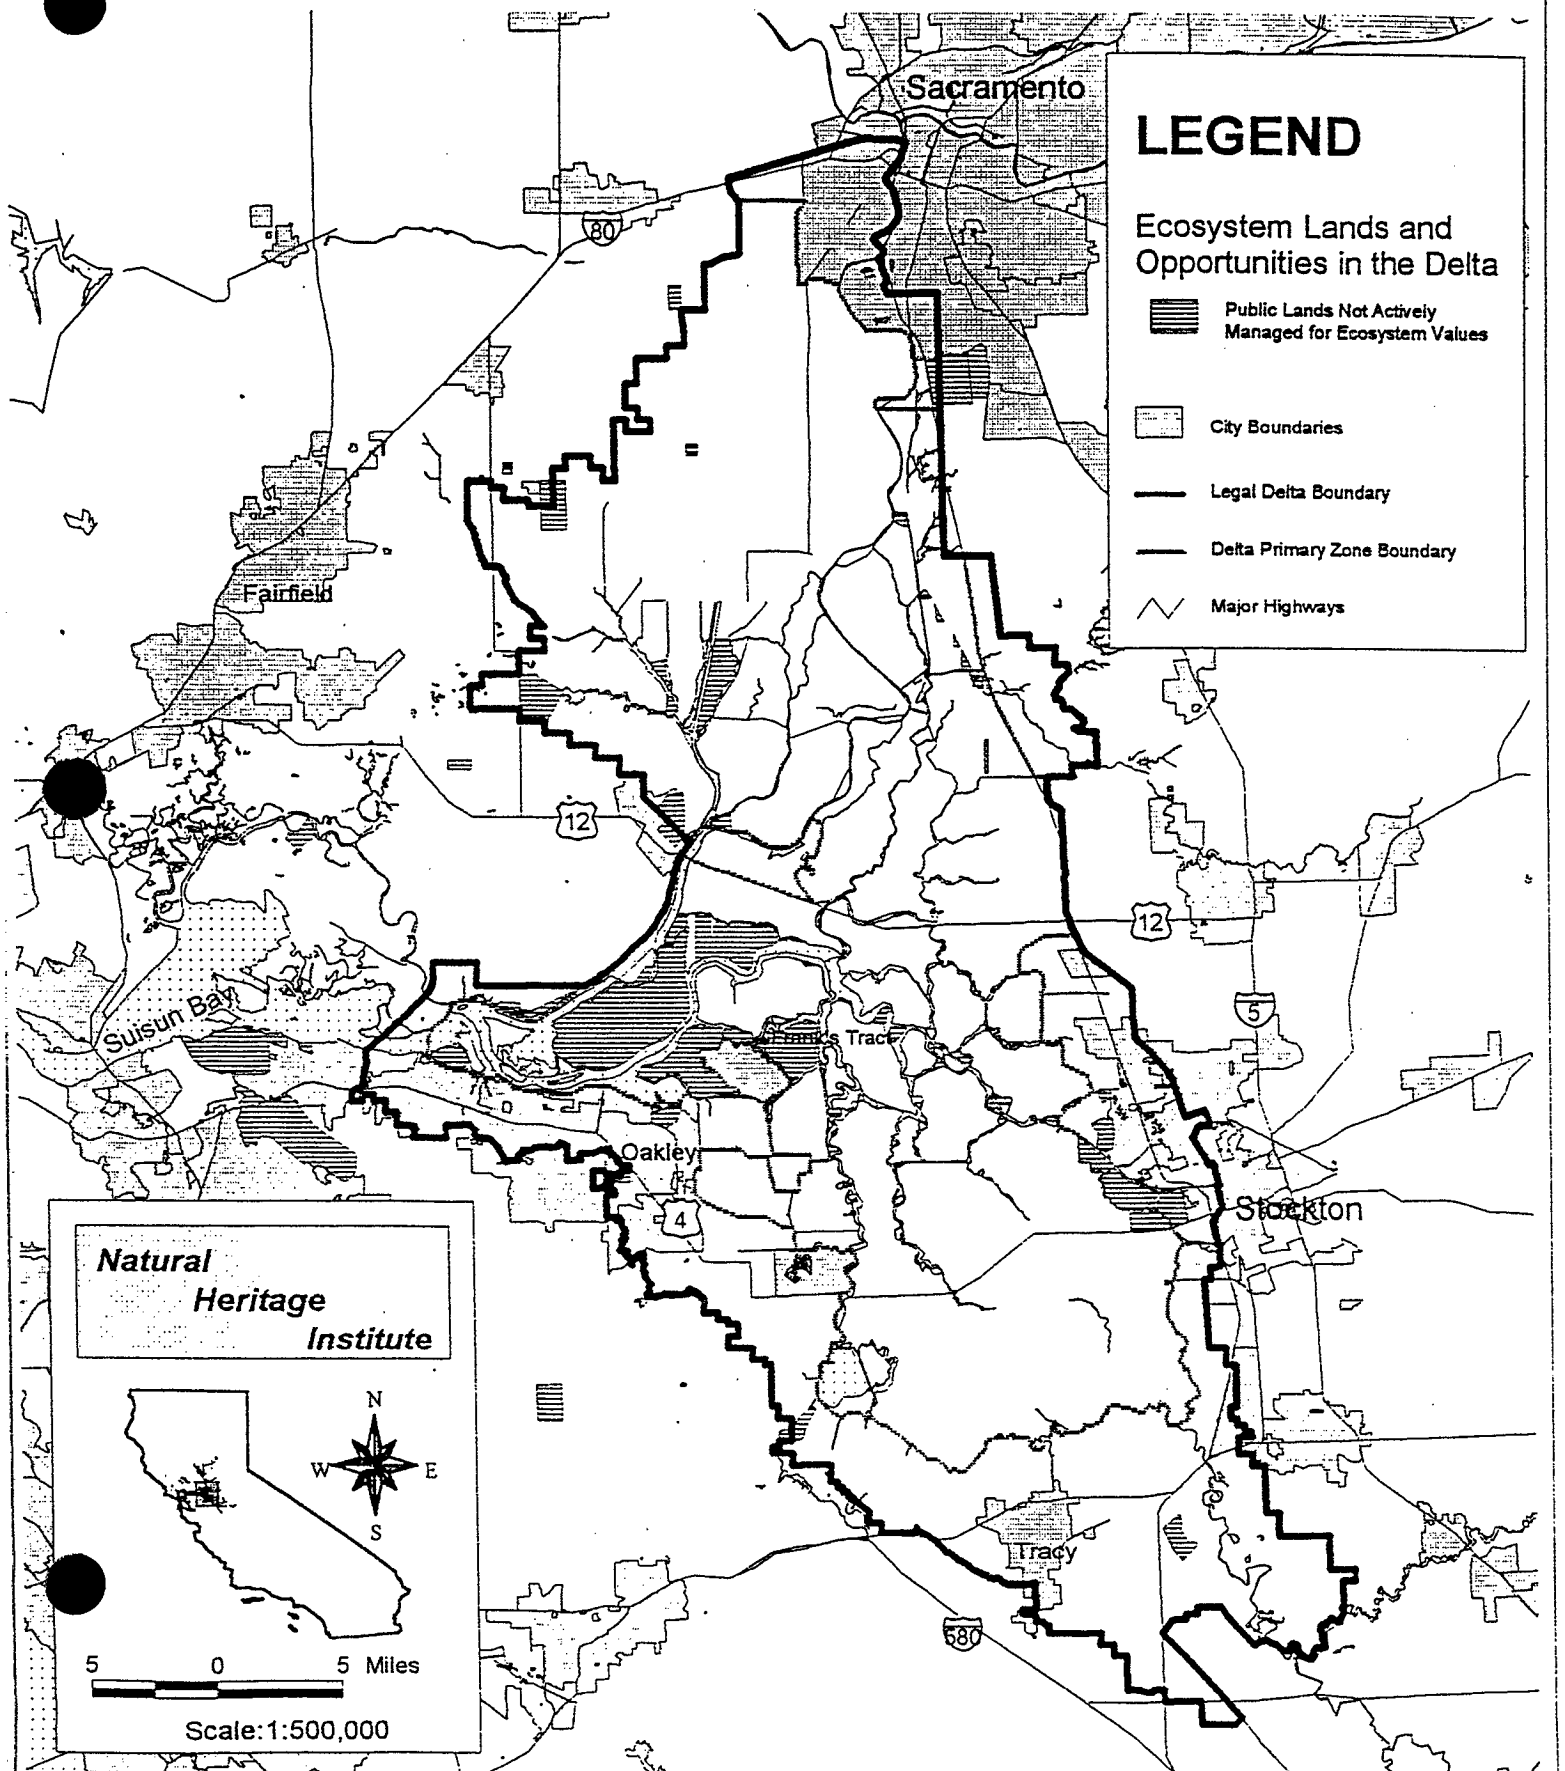 Sacramento
LEGEND
Ecosystem Lands and
Opportunities in the Delta
Public Lands Not Actively
Managed for Ecosystem Values
City Boundaries
Legal Delta Boundary
Delta Primary Zone Boundary
Major Highways
80
Fairfield
12
12
Suisun Bay
5
Frank's Tract
Oakley
4
Stockton
Natural
Heritage
Institute
N
W E
S
Tracy
580
5 0 5 Miles
Scale:1:500,000